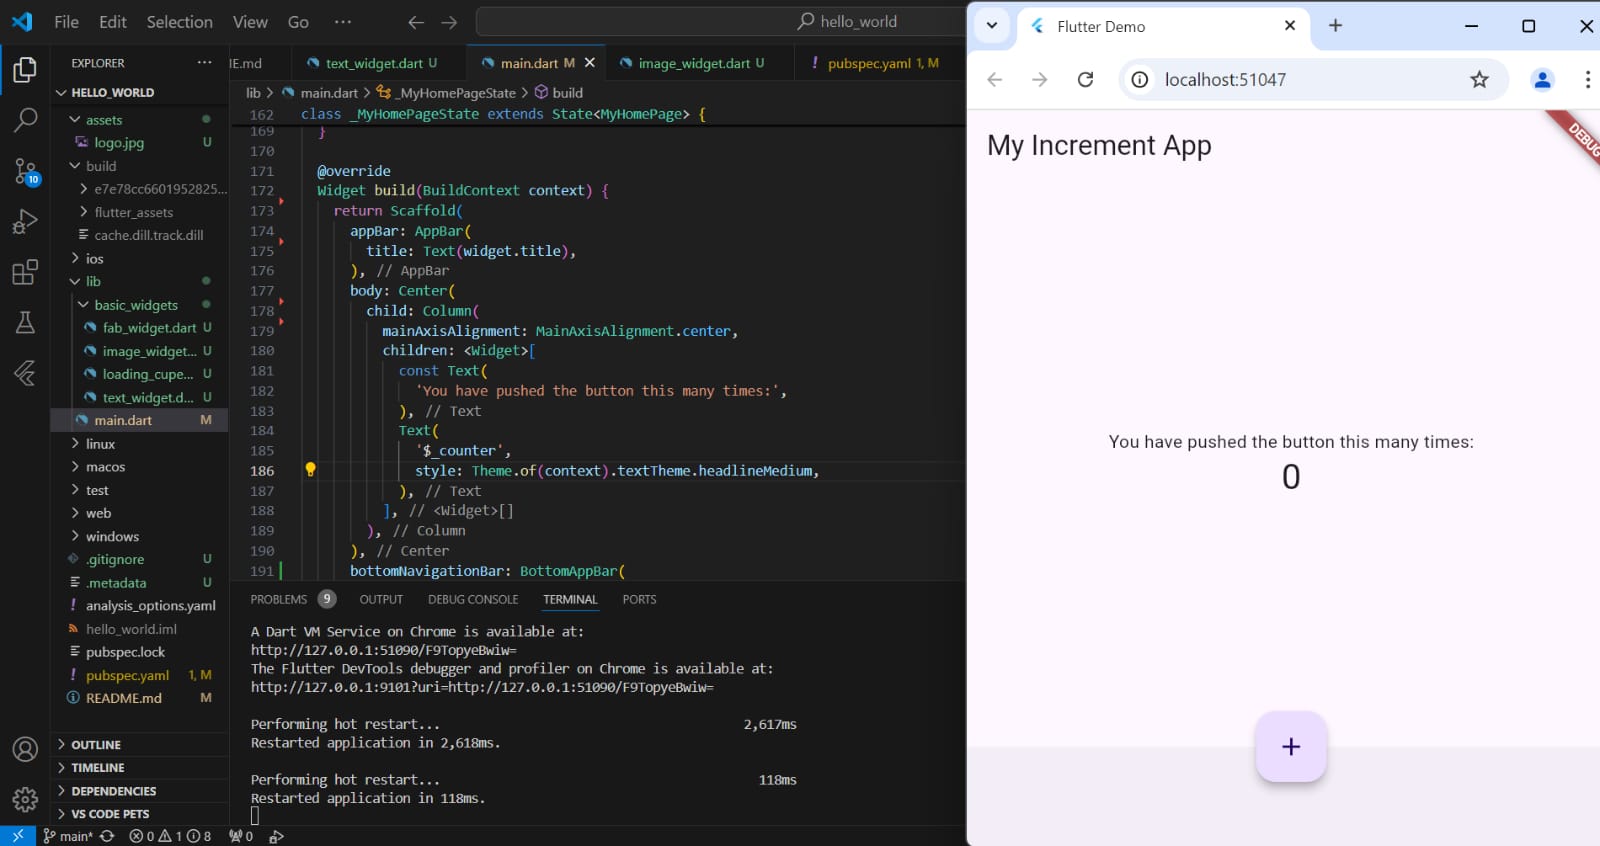 File Edit Selection View Go ··· hello_world
EXPLORER ···
HELLO_WORLD
assets
logo.jpg U
build
e7e78cc6601952825...
flutter_assets
cache.dill.track.dill
ios
lib
basic_widgets
fab_widget.dart U
image_widget... U
loading_cupe... U
text_widget.d... U
main.dart M
linux
macos
test
web
windows
.gitignore U
.metadata U
analysis_options.yaml
hello_world.iml
pubspec.lock
pubspec.yaml 1, M
README.md M
OUTLINE
TIMELINE
DEPENDENCIES
VS CODE PETS
10
IE.md text_widget.dart U main.dart M image_widget.dart U pubspec.yaml 1, M
lib > main.dart > _MyHomePageState > build
162 class _MyHomePageState extends State<MyHomePage> {
169 }
170
171 @override
172 Widget build(BuildContext context) {
173 return Scaffold(
174 appBar: AppBar(
175 title: Text(widget.title),
176 ), // AppBar
177 body: Center(
178 child: Column(
179 mainAxisAlignment: MainAxisAlignment.center,
180 children: <Widget>[
181 const Text(
182 'You have pushed the button this many times:',
183 ), // Text
184 Text(
185 '$_counter',
186 style: Theme.of(context).textTheme.headlineMedium,
187 ), // Text
188 ], // <Widget>[]
189 ), // Column
190 ), // Center
191 bottomNavigationBar: BottomAppBar(
PROBLEMS 9 OUTPUT DEBUG CONSOLE TERMINAL PORTS
A Dart VM Service on Chrome is available at:
http://127.0.0.1:51090/F9TopyeBwiw=
The Flutter DevTools debugger and profiler on Chrome is available at:
http://127.0.0.1:9101?uri=http://127.0.0.1:51090/F9TopyeBwiw=
Performing hot restart... 2,617ms
Restarted application in 2,618ms.
Performing hot restart... 118ms
Restarted application in 118ms.
main* 0 1 8 0
Flutter Demo
localhost:51047
DEBUG
My Increment App
You have pushed the button this many times:
0
+